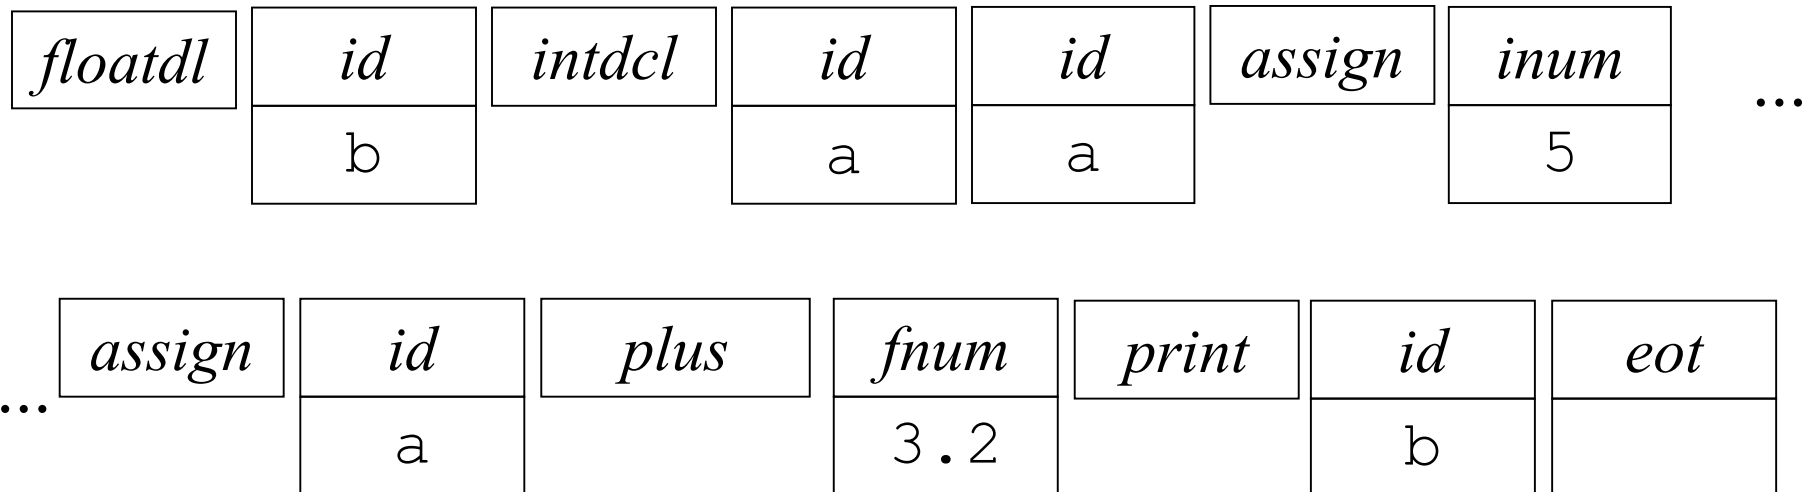 floatdl id intdcl id id assign inum
b a a 5 ...
assign id plus fnum print id eot
... a 3.2 b